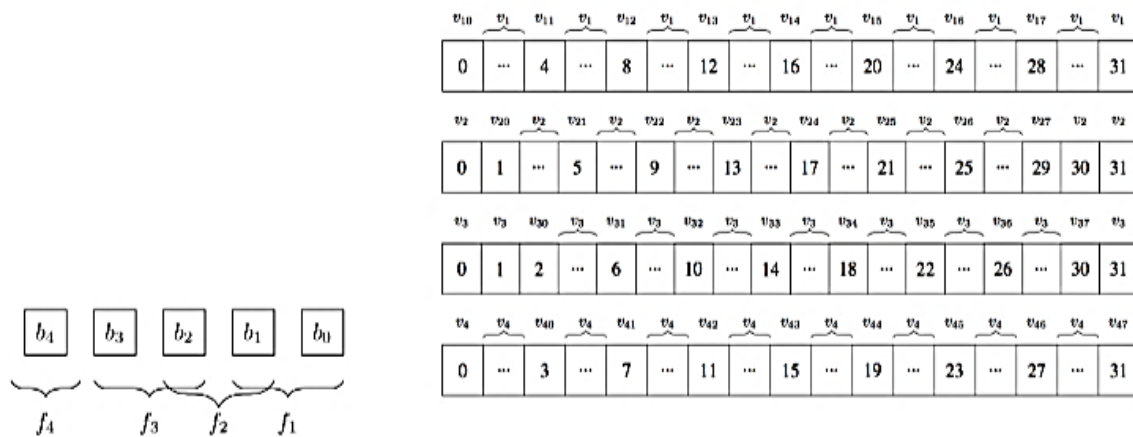 b₄ b₃ b₂ b₁ b₀
f₄ f₃ f₂ f₁
v₁₀ v₁ v₁₁ v₁ v₁₂ v₁ v₁₃ v₁ v₁₄ v₁ v₁₅ v₁ v₁₆ v₁ v₁₇ v₁ v₁
0 ... 4 ... 8 ... 12 ... 16 ... 20 ... 24 ... 28 ... 31
v₂ v₂₀ v₂ v₂₁ v₂ v₂₂ v₂ v₂₃ v₂ v₂₄ v₂ v₂₅ v₂ v₂₆ v₂ v₂₇ v₂ v₂
0 1 ... 5 ... 9 ... 13 ... 17 ... 21 ... 25 ... 29 30 31
v₃ v₃ v₃₀ v₃ v₃₁ v₃ v₃₂ v₃ v₃₃ v₃ v₃₄ v₃ v₃₅ v₃ v₃₆ v₃ v₃₇ v₃
0 1 2 ... 6 ... 10 ... 14 ... 18 ... 22 ... 26 ... 30 31
v₄ v₄ v₄₀ v₄ v₄₁ v₄ v₄₂ v₄ v₄₃ v₄ v₄₄ v₄ v₄₅ v₄ v₄₆ v₄ v₄₇
0 ... 3 ... 7 ... 11 ... 15 ... 19 ... 23 ... 27 ... 31